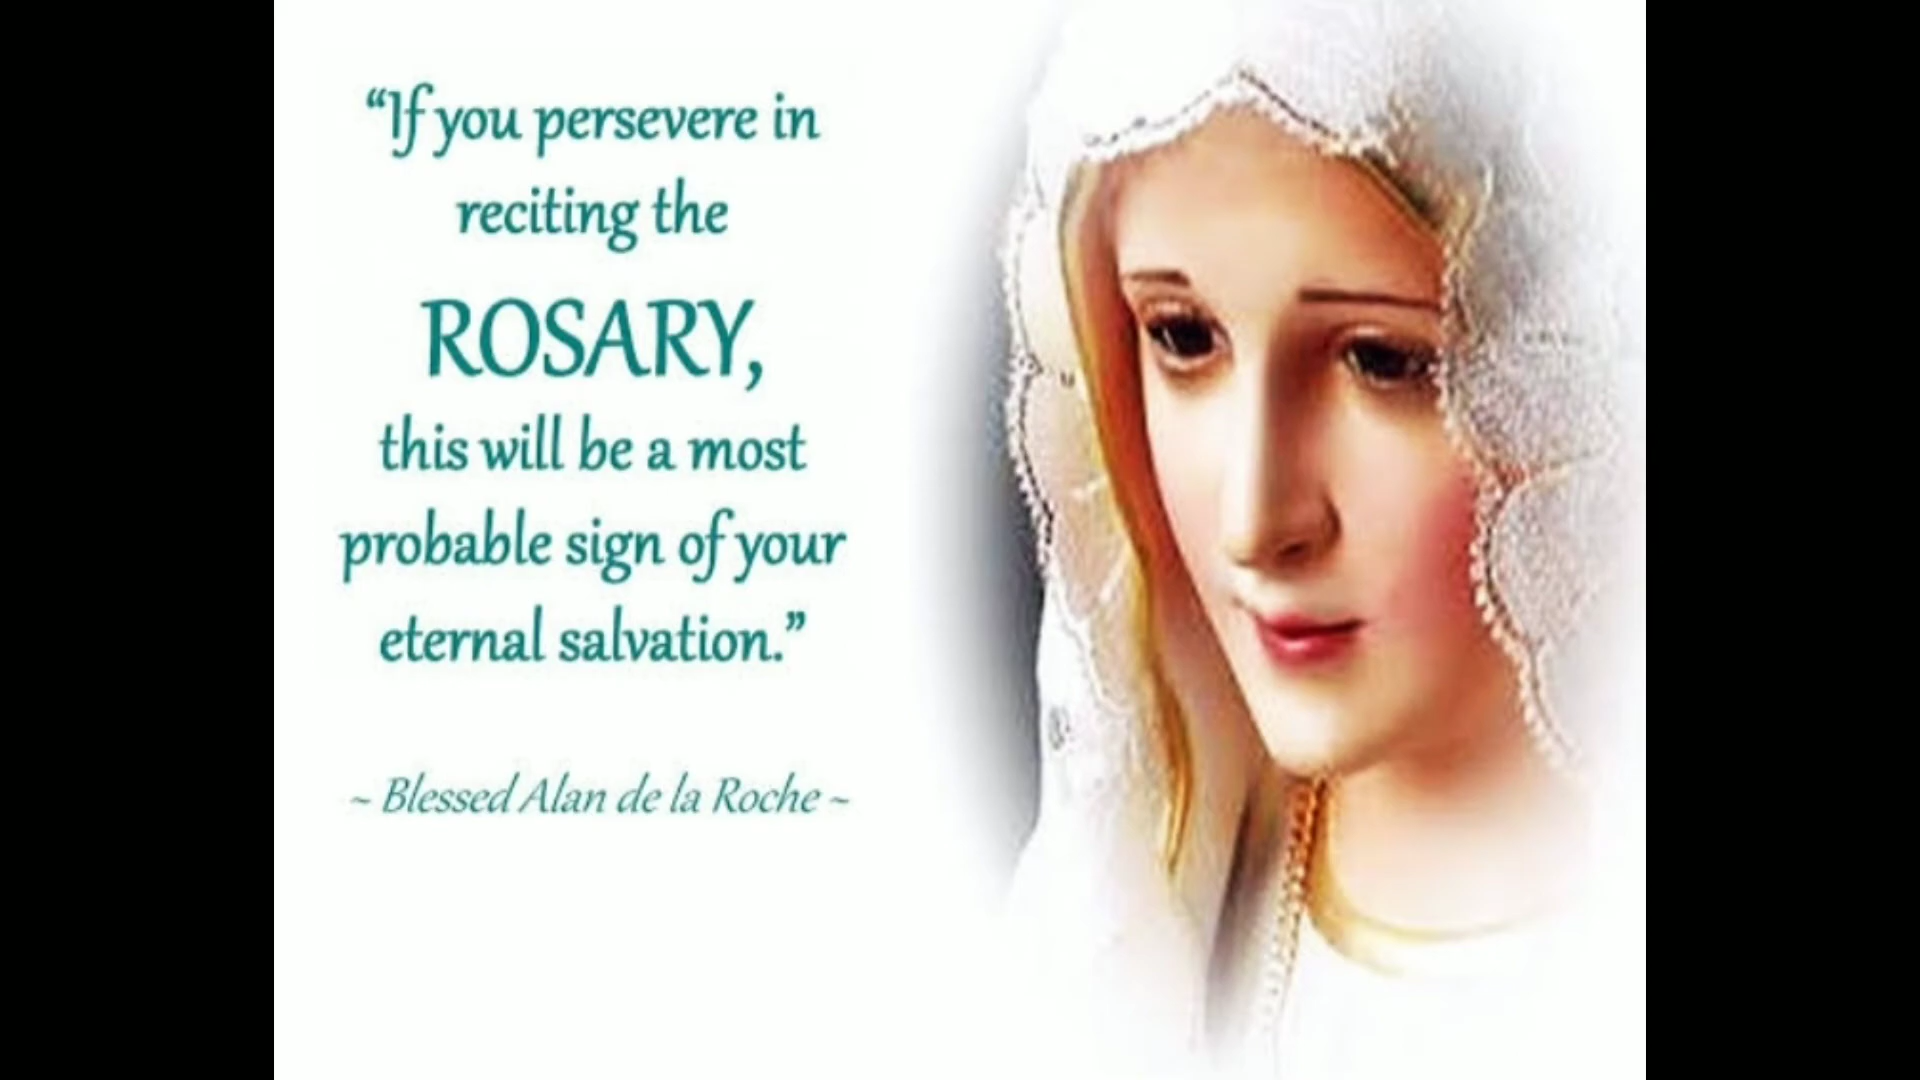 “If you persevere in
reciting the
ROSARY,
this will be a most
probable sign of your
eternal salvation.”
~ Blessed Alan de la Roche ~